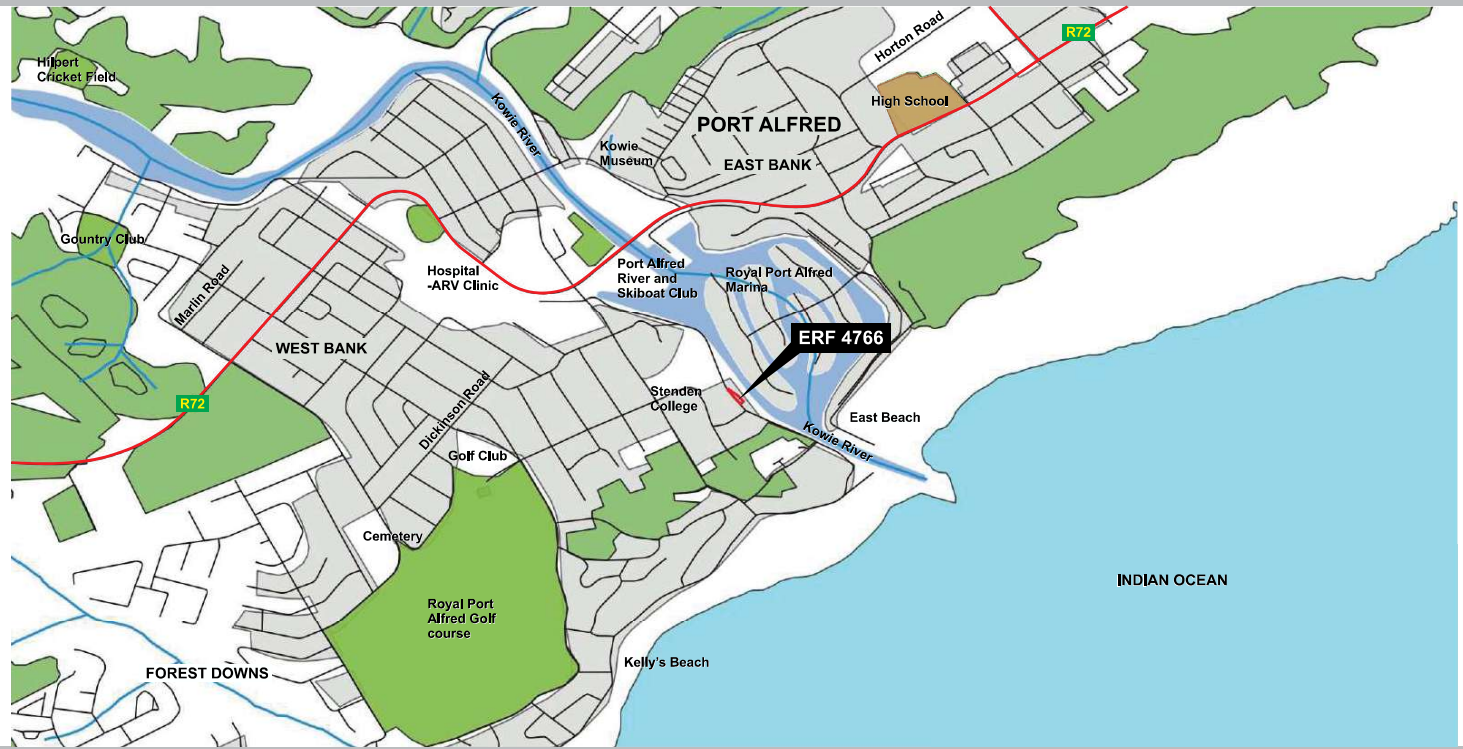 R72
Horton Road
Hilpert
Cricket Field
High School
Kowie River
PORT ALFRED
Kowie
Museum
EAST BANK
Gountry Club
Hospital
-ARV Clinic
Port Alfred
River and
Skiboat Club
Royal Port Alfred
Marina
Marlin Road
ERF 4766
WEST BANK
Stenden
College
R72
Dickinson Road
East Beach
Kowie River
Golf Club
Cemetery
INDIAN OCEAN
Royal Port
Alfred Golf
course
Kelly's Beach
FOREST DOWNS